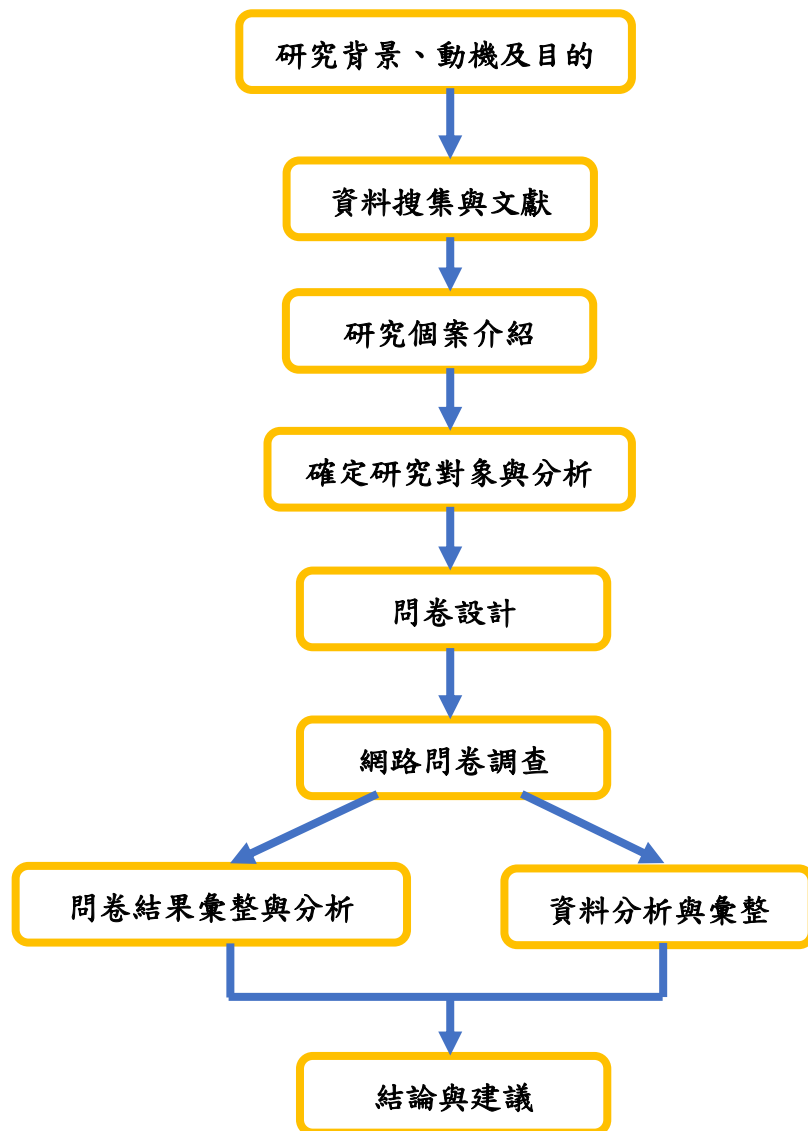 研究背景、動機及目的
資料搜集與文獻
研究個案介紹
確定研究對象與分析
問卷設計
網路問卷調查
問卷結果彙整與分析
資料分析與彙整
結論與建議